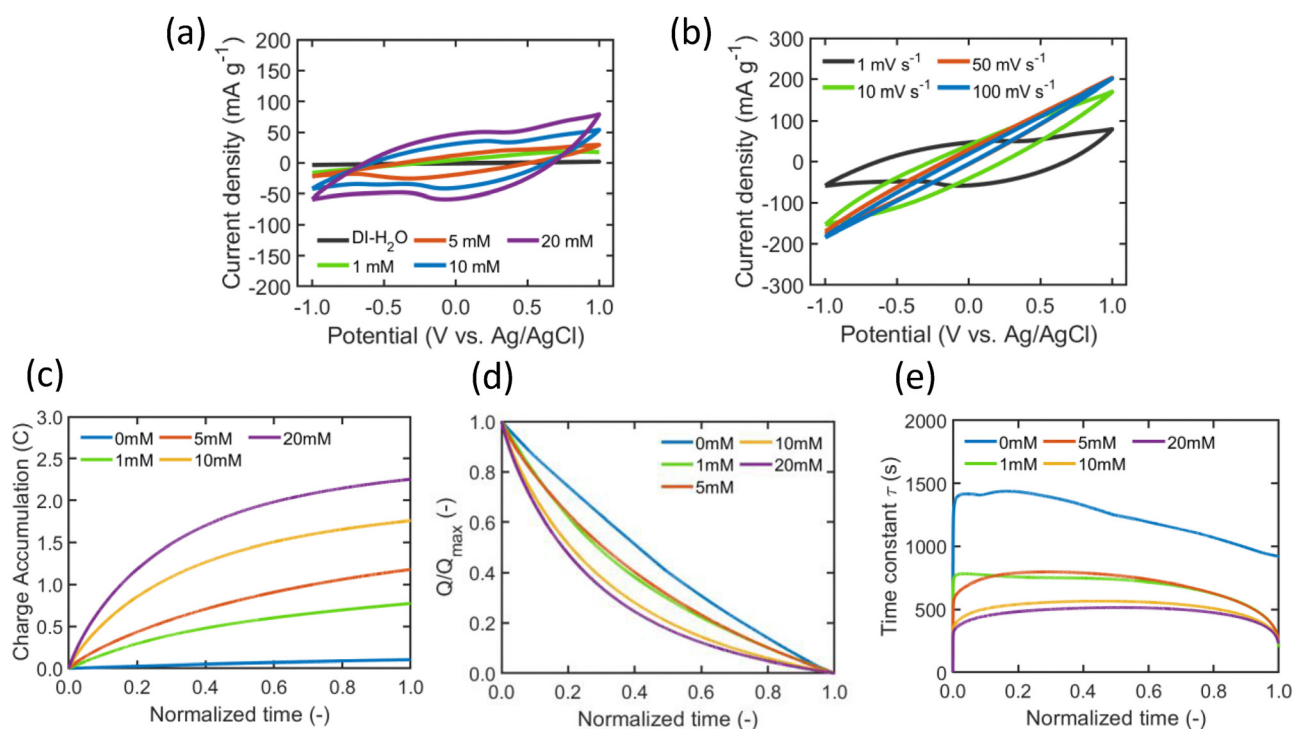 (a)
200
150
100
50
0
-50
-100
-150
-200
Current density (mA g⁻¹)
DI-H₂O 5 mM 20 mM
1 mM 10 mM
-1.0 -0.5 0.0 0.5 1.0
Potential (V vs. Ag/AgCl)
(b)
300
200
100
0
-100
-200
-300
Current density (mA g⁻¹)
1 mV s⁻¹ 50 mV s⁻¹
10 mV s⁻¹ 100 mV s⁻¹
-1.0 -0.5 0.0 0.5 1.0
Potential (V vs. Ag/AgCl)
(c)
3.0
2.5
2.0
1.5
1.0
0.5
0.0
Charge Accumulation (C)
0mM 5mM 20mM
1mM 10mM
0.0 0.2 0.4 0.6 0.8 1.0
Normalized time (-)
(d)
1.0
0.8
0.6
0.4
0.2
0.0
Q/Qmax (-)
0mM 10mM
1mM 20mM
5mM
0.0 0.2 0.4 0.6 0.8 1.0
Normalized time (-)
(e)
2000
1500
1000
500
0
Time constant τ (s)
0mM 5mM 20mM
1mM 10mM
0.0 0.2 0.4 0.6 0.8 1.0
Normalized time (-)